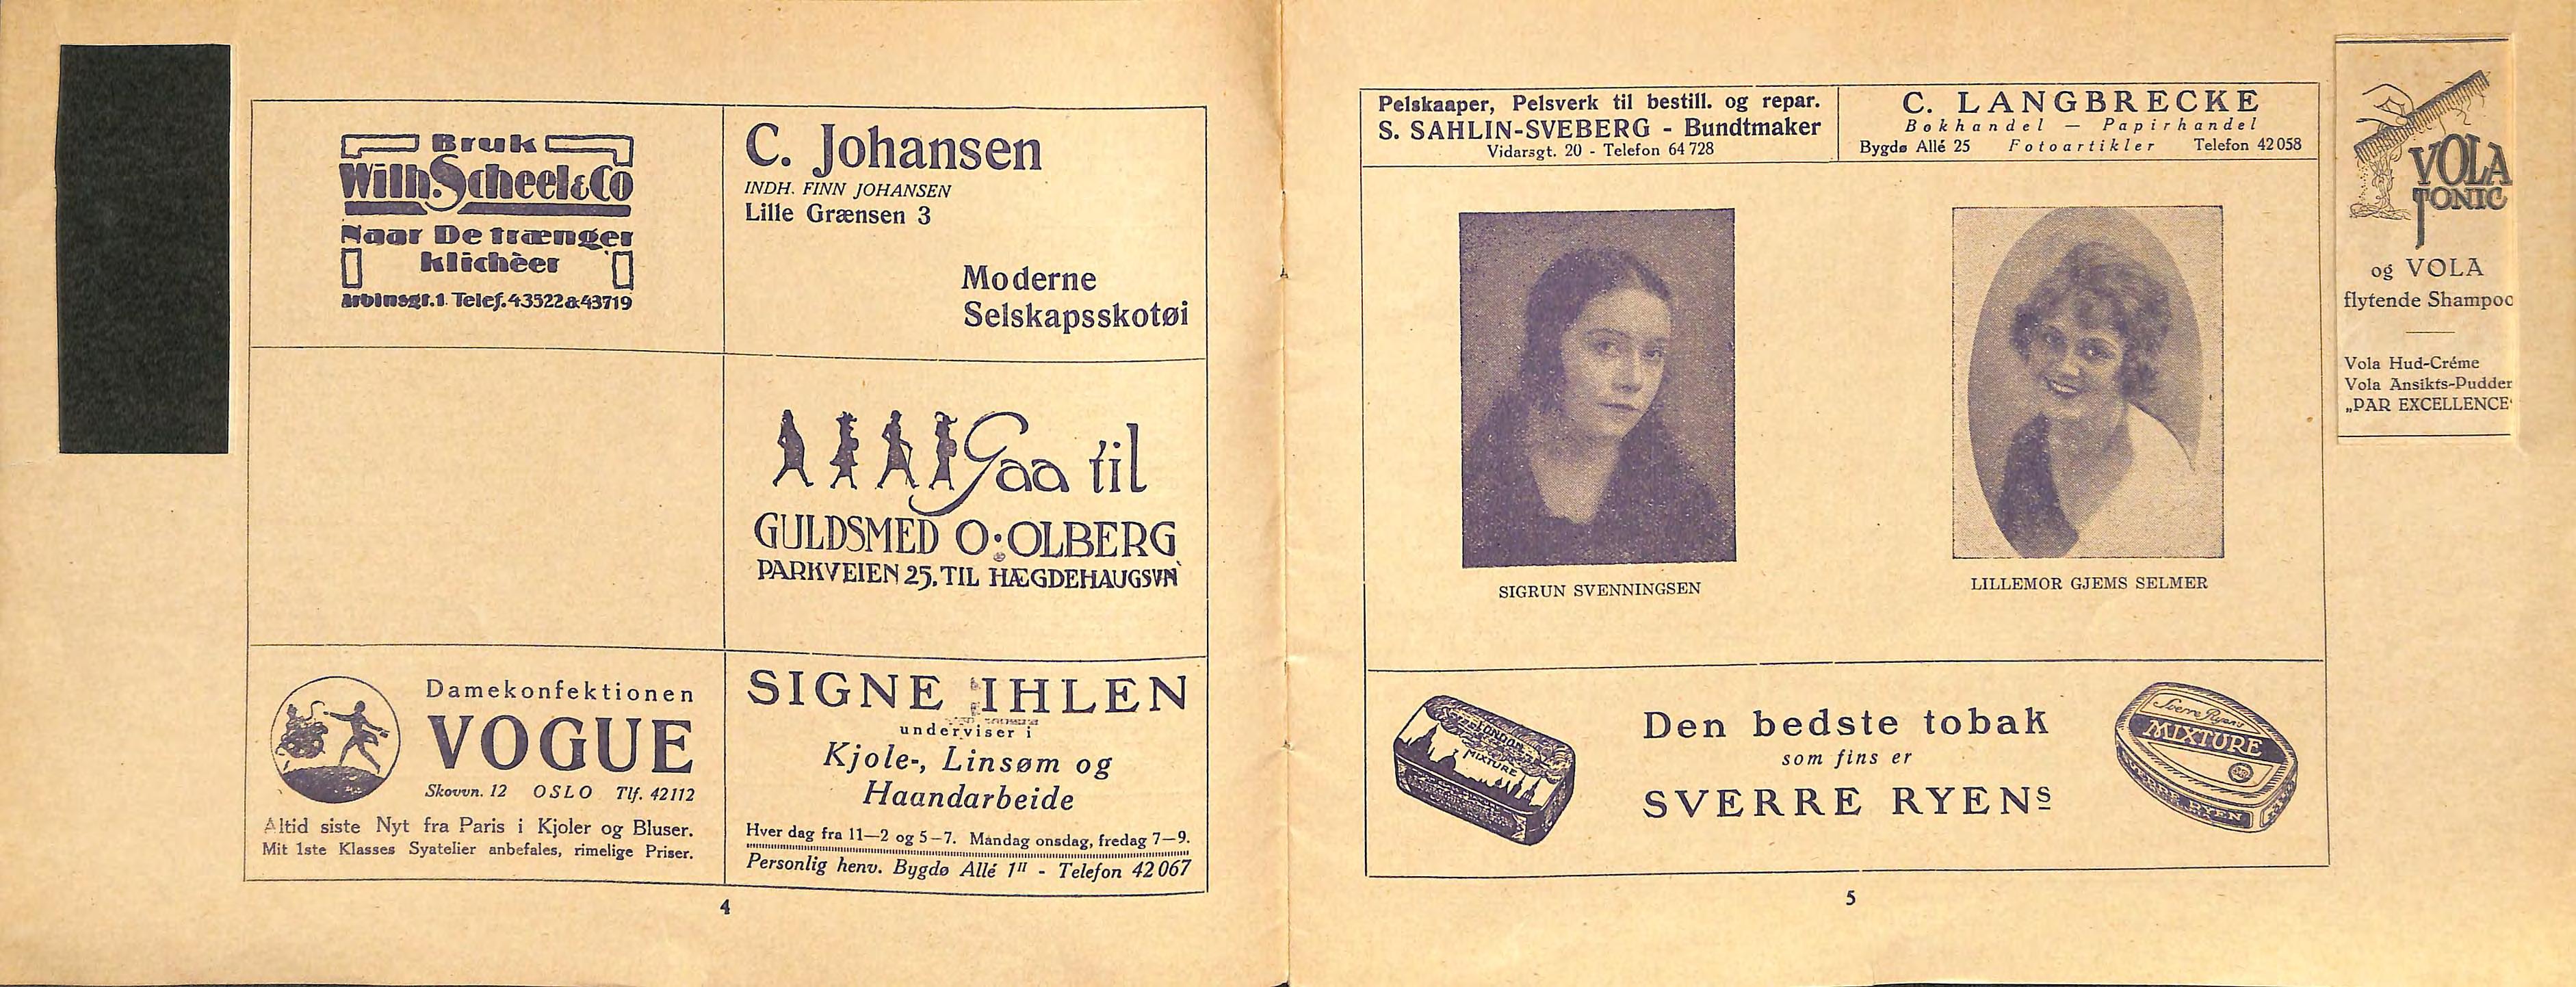 Bruk
Wilh. Scheel & Co
Naar De trænger
klichèer
Arbinsgt. 1. Telef. 43522 & 43719
C. Johansen
INDH. FINN JOHANSEN
Lille Grænsen 3
Moderne
Selskapsskotøi
Gaa til
GULDSMED O. OLBERG
PARKVEIEN 25, TIL HÆGDEHAUGSVN
Damekonfektionen
VOGUE
Skovvn. 12 OSLO Tlf. 42112
Altid siste Nyt fra Paris i Kjoler og Bluser.
Mit 1ste Klasses Syatelier anbefales, rimelige Priser.
SIGNE IHLEN
underviser i
Kjole-, Linsøm og
Haandarbeide
Hver dag fra 11—2 og 5—7. Mandag onsdag, fredag 7—9.
Personlig henv. Bygdø Allé 1II - Telefon 42067
4
Pelskaaper, Pelsverk til bestill. og repar.
S. SAHLIN-SVEBERG - Bundtmaker
Vidarsgt. 20 - Telefon 64728
C. LANGBRECKE
Bokhandel — Papirhandel
Bygdø Allé 25 Fotoartikler Telefon 42058
SIGRUN SVENNINGSEN
LILLEMOR GJEMS SELMER
LONDON
MIXTURE
Den bedste tobak
som fins er
SVERRE RYENs
Sverre Ryen's
MIXTURE
SVERRE RYEN
5
VOLA
TONIC
og VOLA
flytende Shampoo
Vola Hud-Créme
Vola Ansikts-Pudder
„PAR EXCELLENCE“